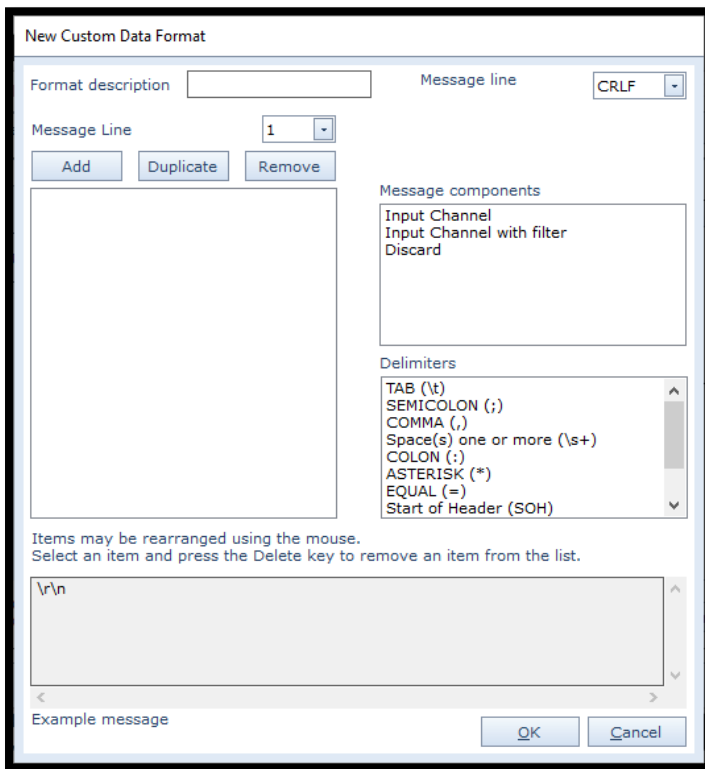 New Custom Data Format
Format description
Message line
CRLF
Message Line
1
Add
Duplicate
Remove
Message components
Input Channel
Input Channel with filter
Discard
Delimiters
TAB (\t)
SEMICOLON (;)
COMMA (,)
Space(s) one or more (\s+)
COLON (:)
ASTERISK (*)
EQUAL (=)
Start of Header (SOH)
Items may be rearranged using the mouse.
Select an item and press the Delete key to remove an item from the list.
\r\n
Example message
OK
Cancel